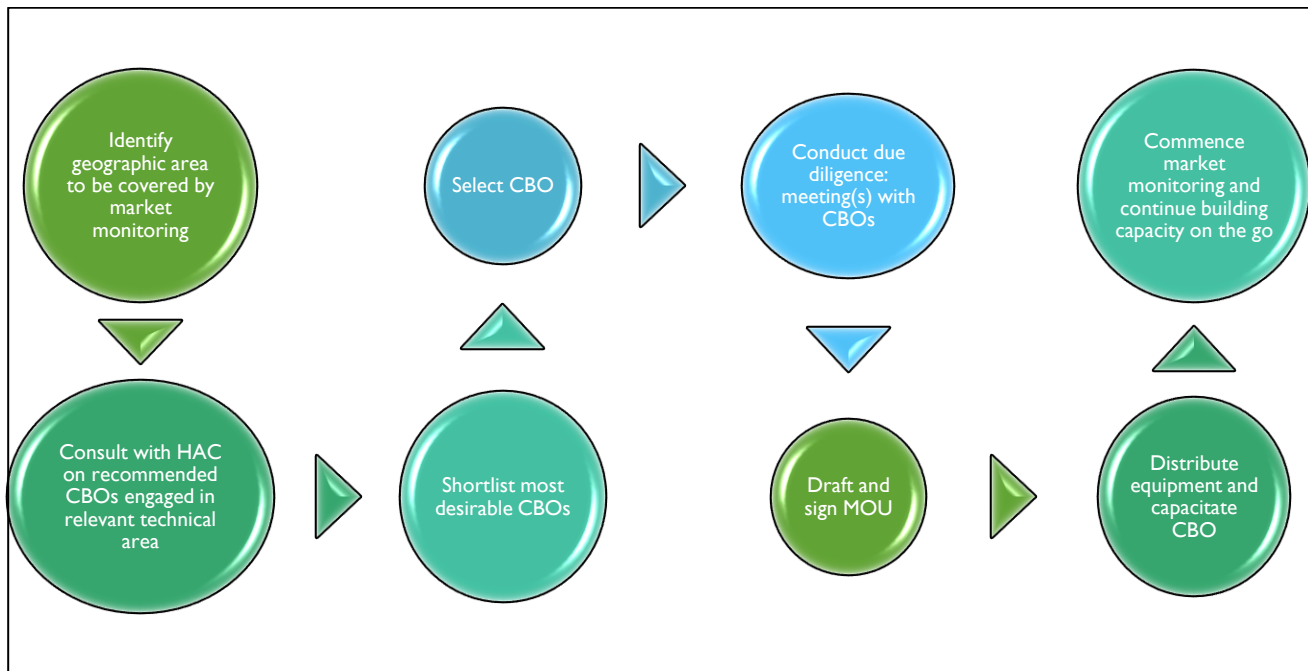 Identify
geographic area
to be covered by
market
monitoring
Consult with HAC
on recommended
CBOs engaged in
relevant technical
area
Shortlist most
desirable CBOs
Select CBO
Conduct due
diligence:
meeting(s) with
CBOs
Draft and
sign MOU
Distribute
equipment and
capacitate
CBO
Commence
market
monitoring and
continue building
capacity on the go